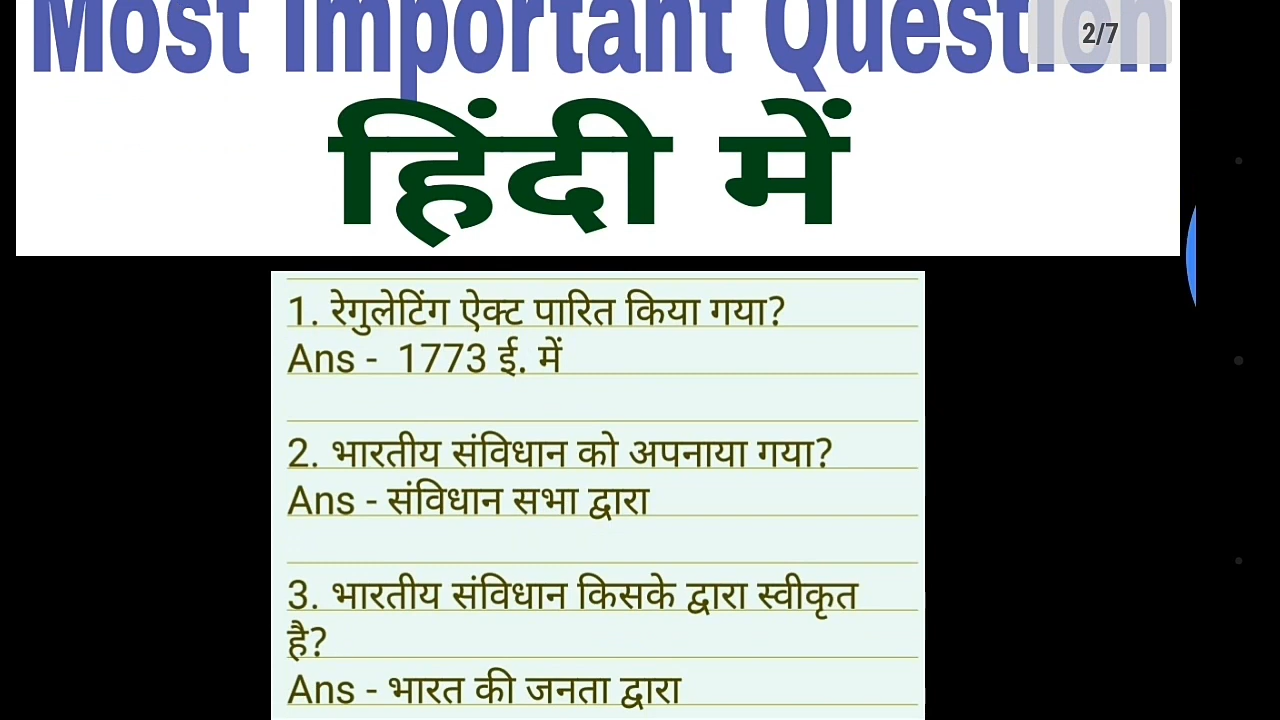 Most Important Question
2/7
हिंदी में
1. रेगुलेटिंग ऐक्ट पारित किया गया?
Ans -  1773 ई. में
2. भारतीय संविधान को अपनाया गया?
Ans - संविधान सभा द्वारा
3. भारतीय संविधान किसके द्वारा स्वीकृत
है?
Ans - भारत की जनता द्वारा